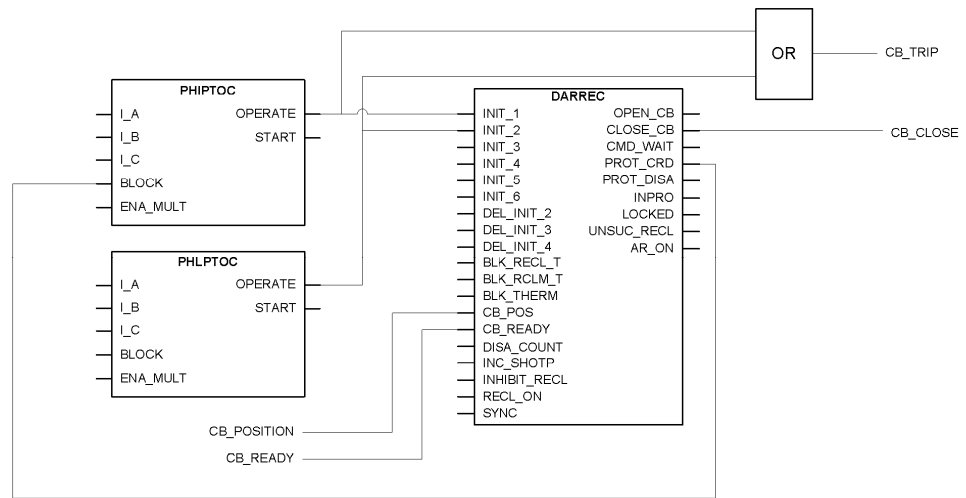 OR
CB_TRIP
PHIPTOC
I_A
I_B
I_C
BLOCK
ENA_MULT
OPERATE
START
PHLPTOC
I_A
I_B
I_C
BLOCK
ENA_MULT
OPERATE
START
DARREC
INIT_1
INIT_2
INIT_3
INIT_4
INIT_5
INIT_6
DEL_INIT_2
DEL_INIT_3
DEL_INIT_4
BLK_RECL_T
BLK_RCLM_T
BLK_THERM
CB_POS
CB_READY
DISA_COUNT
INC_SHOTP
INHIBIT_RECL
RECL_ON
SYNC
OPEN_CB
CLOSE_CB
CMD_WAIT
PROT_CRD
PROT_DISA
INPRO
LOCKED
UNSUC_RECL
AR_ON
CB_CLOSE
CB_POSITION
CB_READY